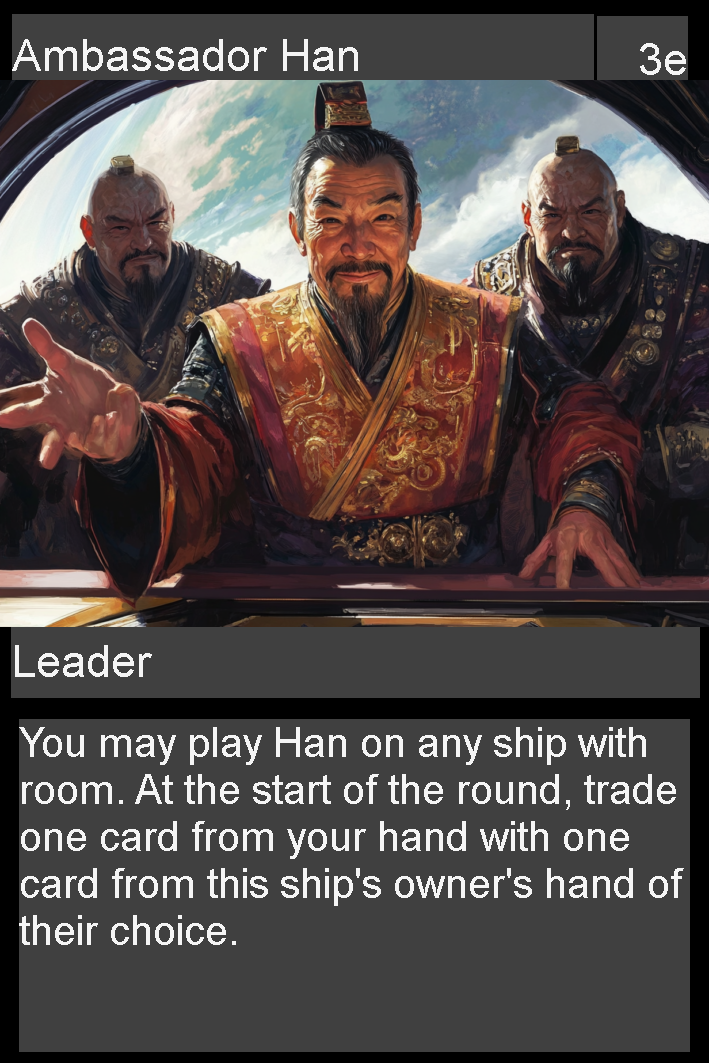 Ambassador Han
3e
Leader
You may play Han on any ship with
room. At the start of the round, trade
one card from your hand with one
card from this ship's owner's hand of
their choice.